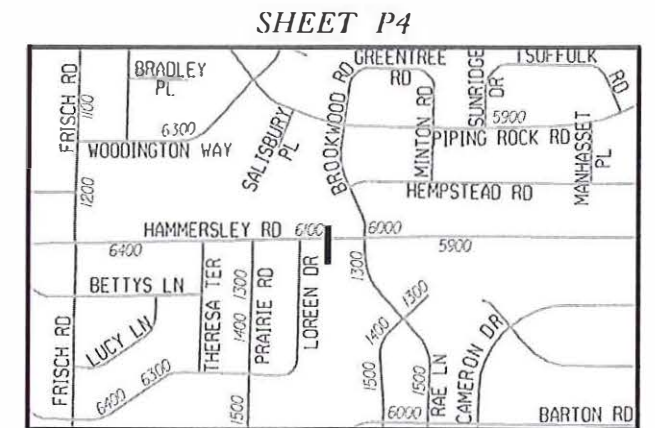 SHEET P4
GREENTREE RD
TSUFFOLK RD
BRADLEY PL
FRISCH RD
1100
SUNRIDGE DR
BROOKWOOD RD
MINTON RD
5900
6300
PIPING ROCK RD
WOODINGTON WAY
SALISBURY PL
MANHASSET PL
HEMPSTEAD RD
1200
HAMMERSLEY RD
6100
6000
6400
5900
1300
BETTYS LN
THERESA TER
1300
1400
PRAIRIE RD
LOREEN DR
1300
1400
LUCY LN
FRISCH RD
6300
6400
1500
1500
1500
RAE LN
CAMERON DR
6000
BARTON RD